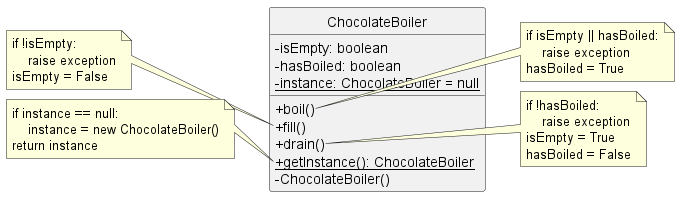 ChocolateBoiler
-isEmpty: boolean
-hasBoiled: boolean
-instance: ChocolateBoiler = null
+boil()
+fill()
+drain()
+getInstance(): ChocolateBoiler
-ChocolateBoiler()
if !isEmpty:
raise exception
isEmpty = False
if instance == null:
instance = new ChocolateBoiler()
return instance
if isEmpty || hasBoiled:
raise exception
hasBoiled = True
if !hasBoiled:
raise exception
isEmpty = True
hasBoiled = False